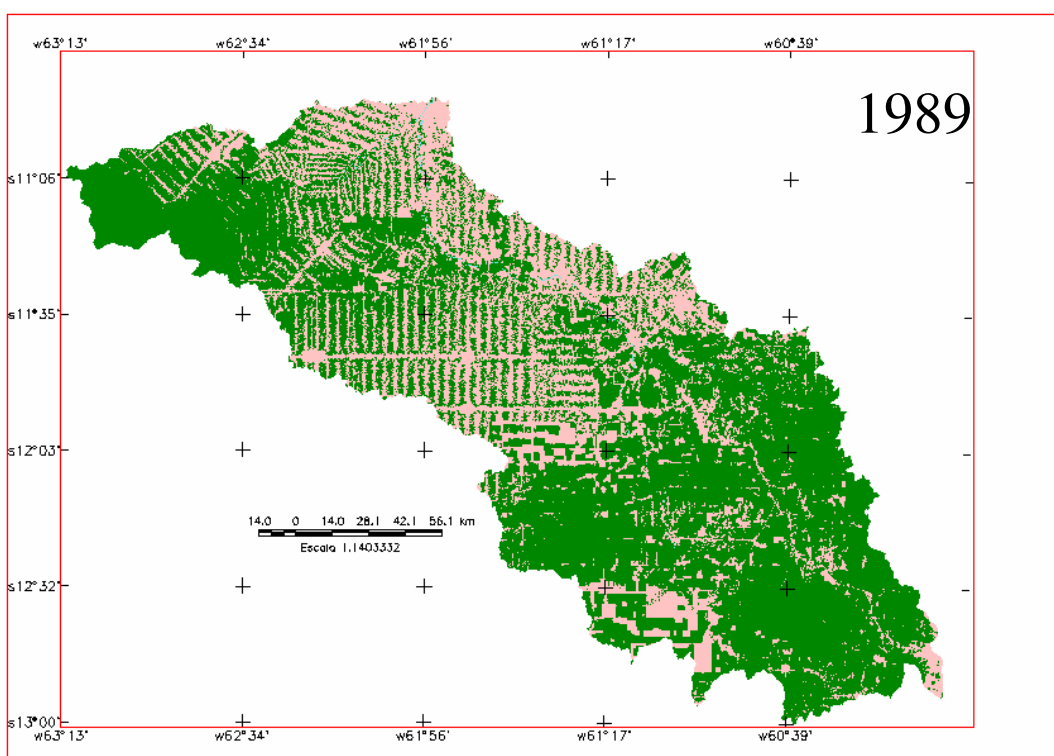 w63°13' w62°34' w61°56' w61°17' w60°39'
1989
s11°06'
s11°35'
s12°03'
14.0 0 14.0 28.1 42.1 56.1 km
Escala 1:1403332
s12°32'
s13°00'
w63°13' w62°34' w61°56' w61°17' w60°39'